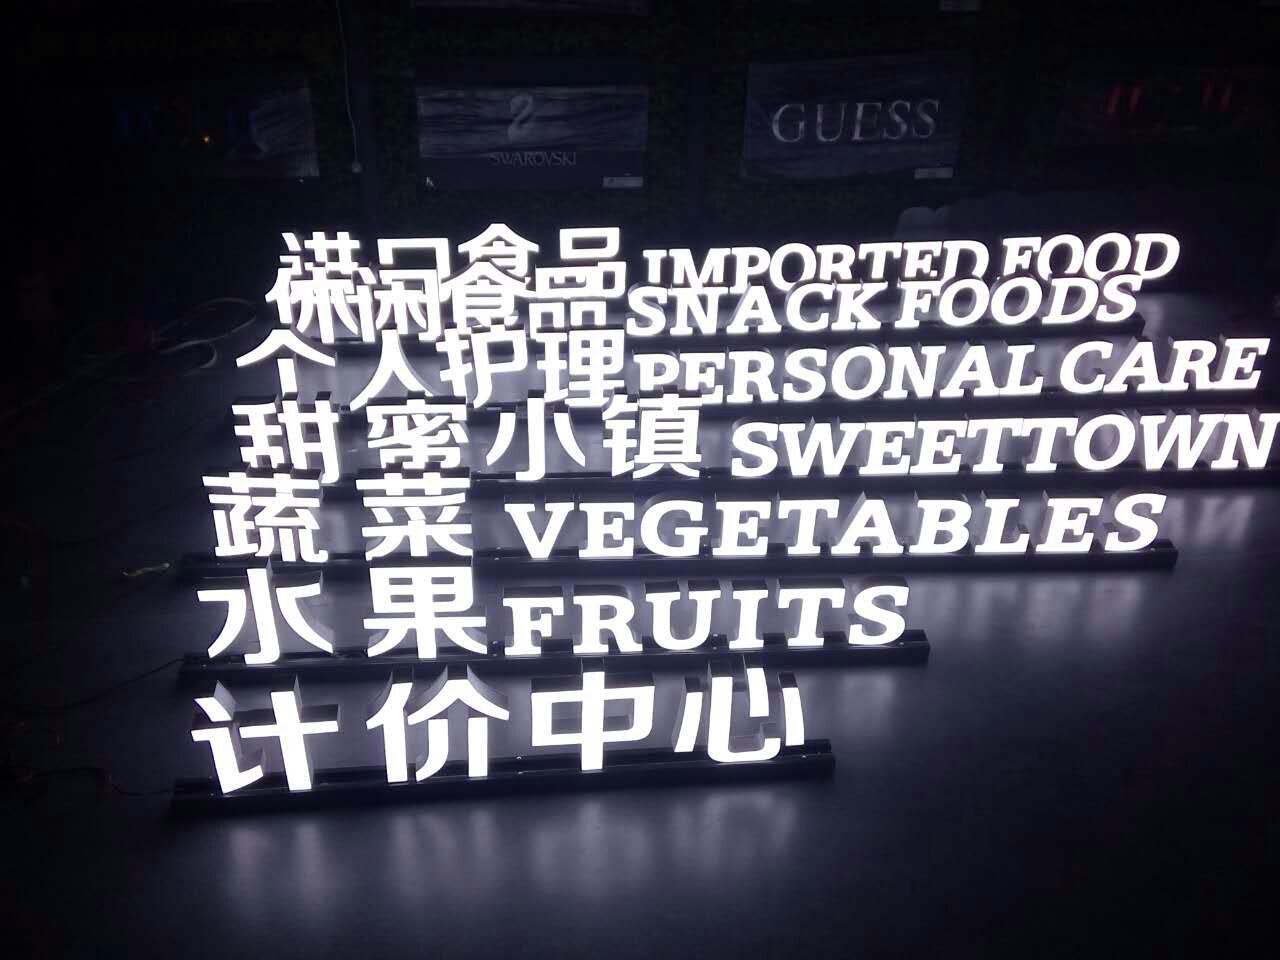 SWAROVSKI
GUESS
进口食品 IMPORTED FOOD
休闲食品 SNACK FOODS
个人护理 PERSONAL CARE
甜蜜小镇 SWEETTOWN
蔬菜 VEGETABLES
水果 FRUITS
计价中心